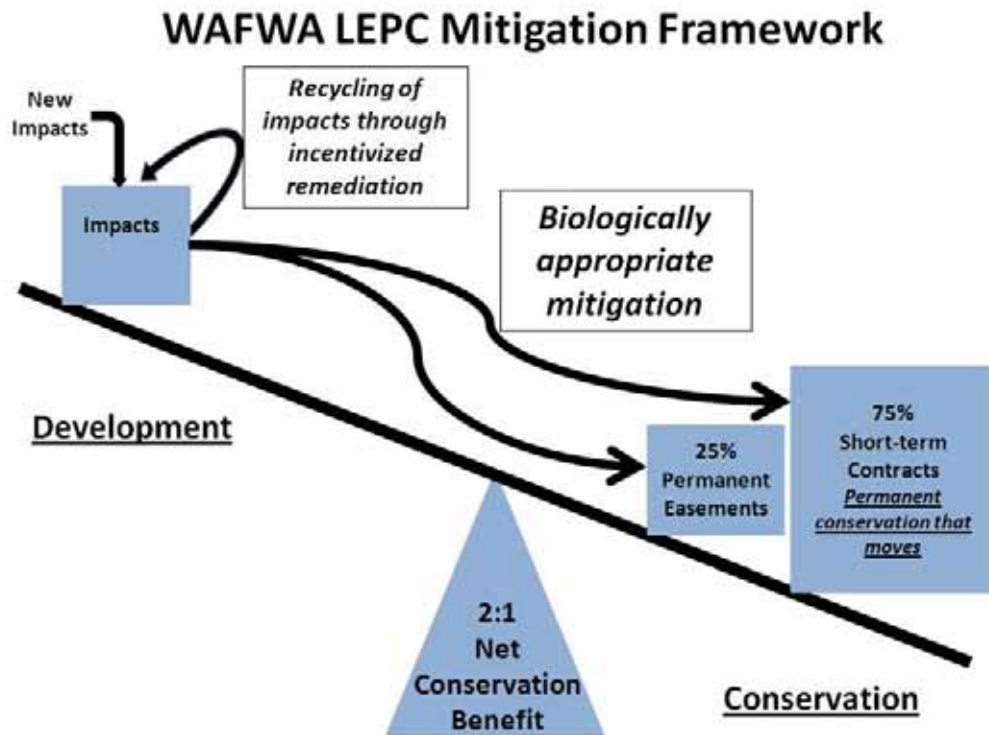 WAFWA LEPC Mitigation Framework
New
Impacts
Recycling of
impacts through
incentivized
remediation
Impacts
Biologically
appropriate
mitigation
Development
25%
Permanent
Easements
75%
Short-term
Contracts
Permanent
conservation that
moves
2:1
Net
Conservation
Benefit
Conservation